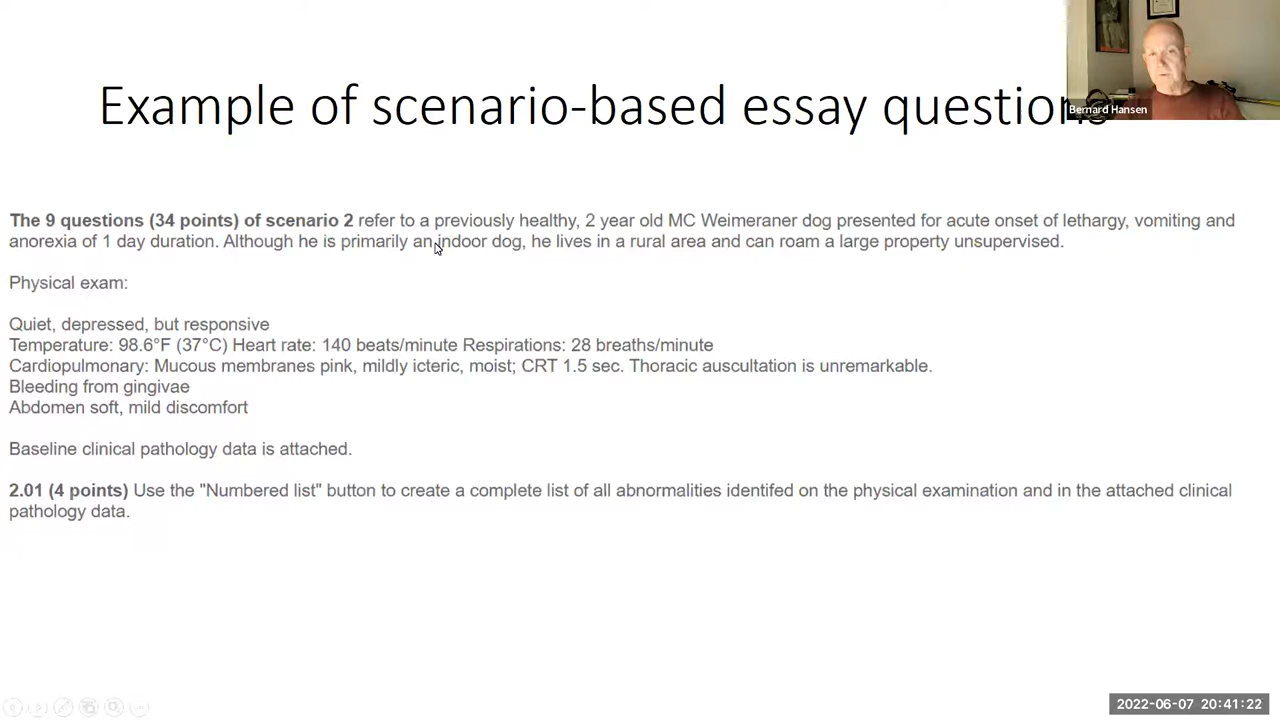 Example of scenario-based essay questions
Bernard Hansen
The 9 questions (34 points) of scenario 2 refer to a previously healthy, 2 year old MC Weimeraner dog presented for acute onset of lethargy, vomiting and
anorexia of 1 day duration. Although he is primarily an indoor dog, he lives in a rural area and can roam a large property unsupervised.
Physical exam:
Quiet, depressed, but responsive
Temperature: 98.6°F (37°C) Heart rate: 140 beats/minute Respirations: 28 breaths/minute
Cardiopulmonary: Mucous membranes pink, mildly icteric, moist; CRT 1.5 sec. Thoracic auscultation is unremarkable.
Bleeding from gingivae
Abdomen soft, mild discomfort
Baseline clinical pathology data is attached.
2.01 (4 points) Use the "Numbered list" button to create a complete list of all abnormalities identifed on the physical examination and in the attached clinical
pathology data.
2022-06-07 20:41:22